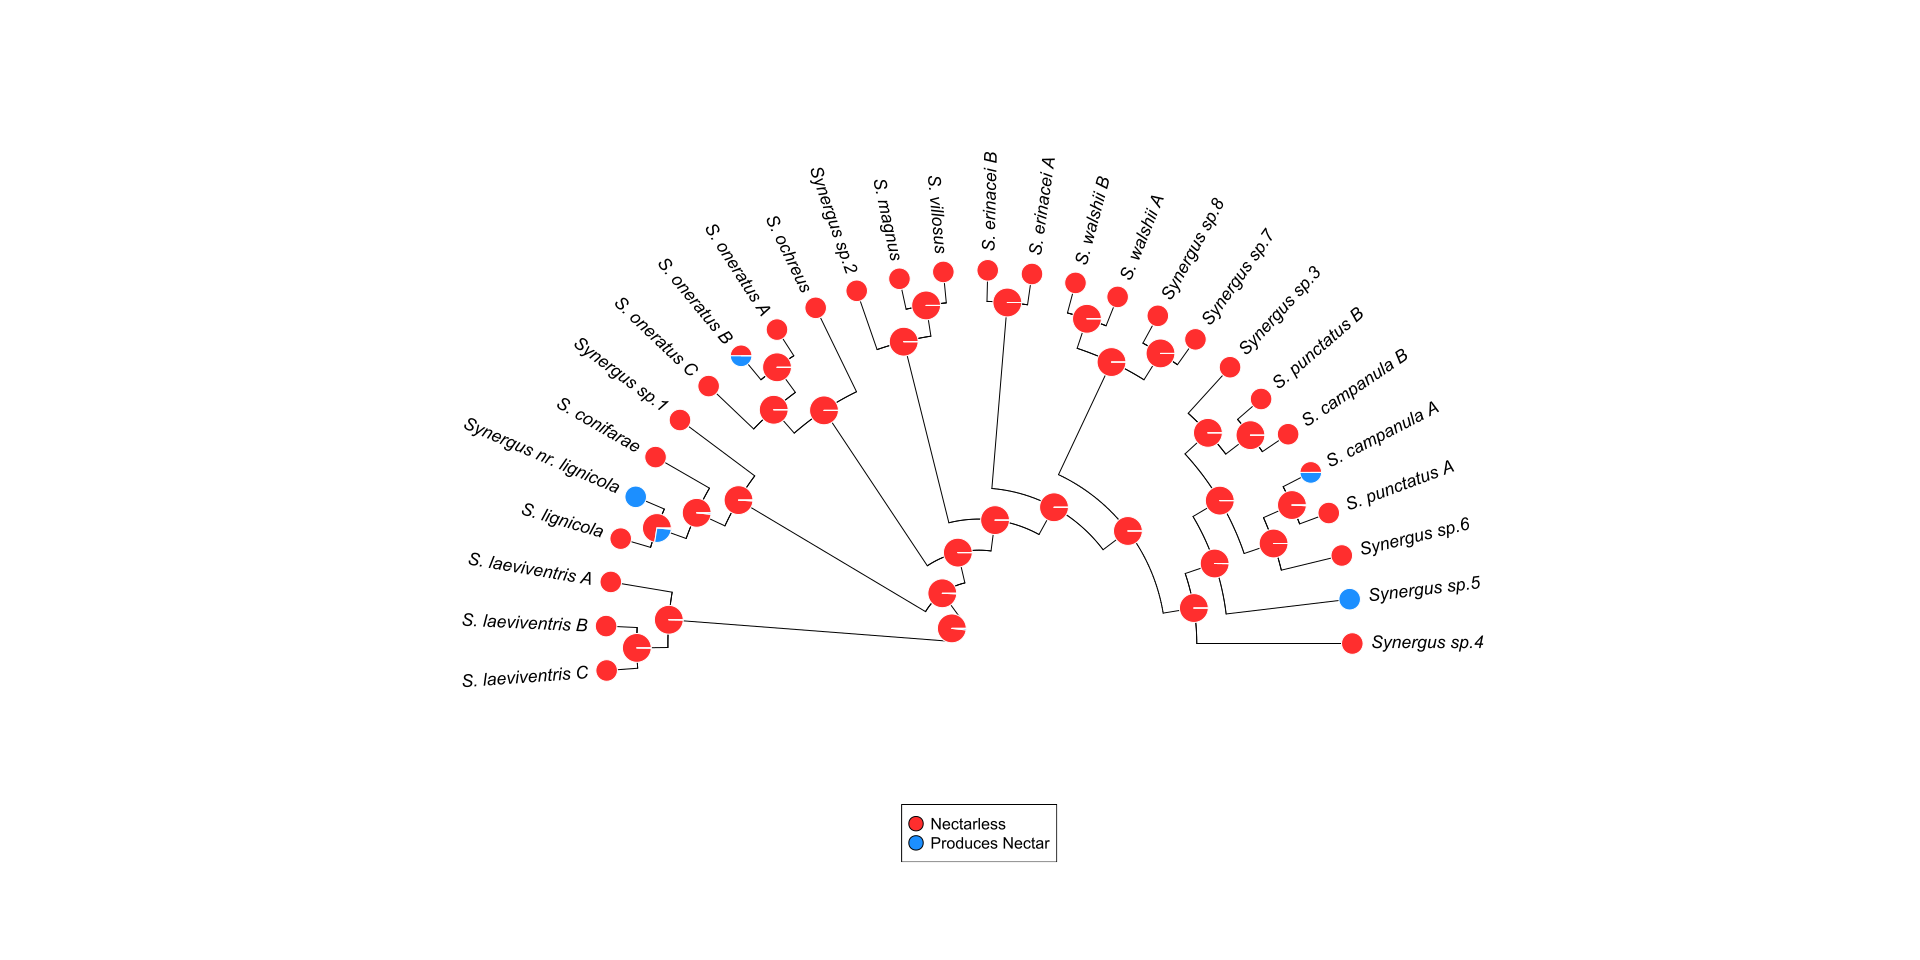 S. laeviventris C
S. laeviventris B
S. laeviventris A
S. lignicola
Synergus nr. lignicola
S. conifarae
Synergus sp.1
S. oneratus C
S. oneratus B
S. oneratus A
S. ochreus
Synergus sp.2
S. magnus
S. villosus
S. erinacei B
S. erinacei A
S. walshii B
S. walshii A
Synergus sp.8
Synergus sp.7
Synergus sp.3
S. punctatus B
S. campanula B
S. campanula A
S. punctatus A
Synergus sp.6
Synergus sp.5
Synergus sp.4
Nectarless
Produces Nectar